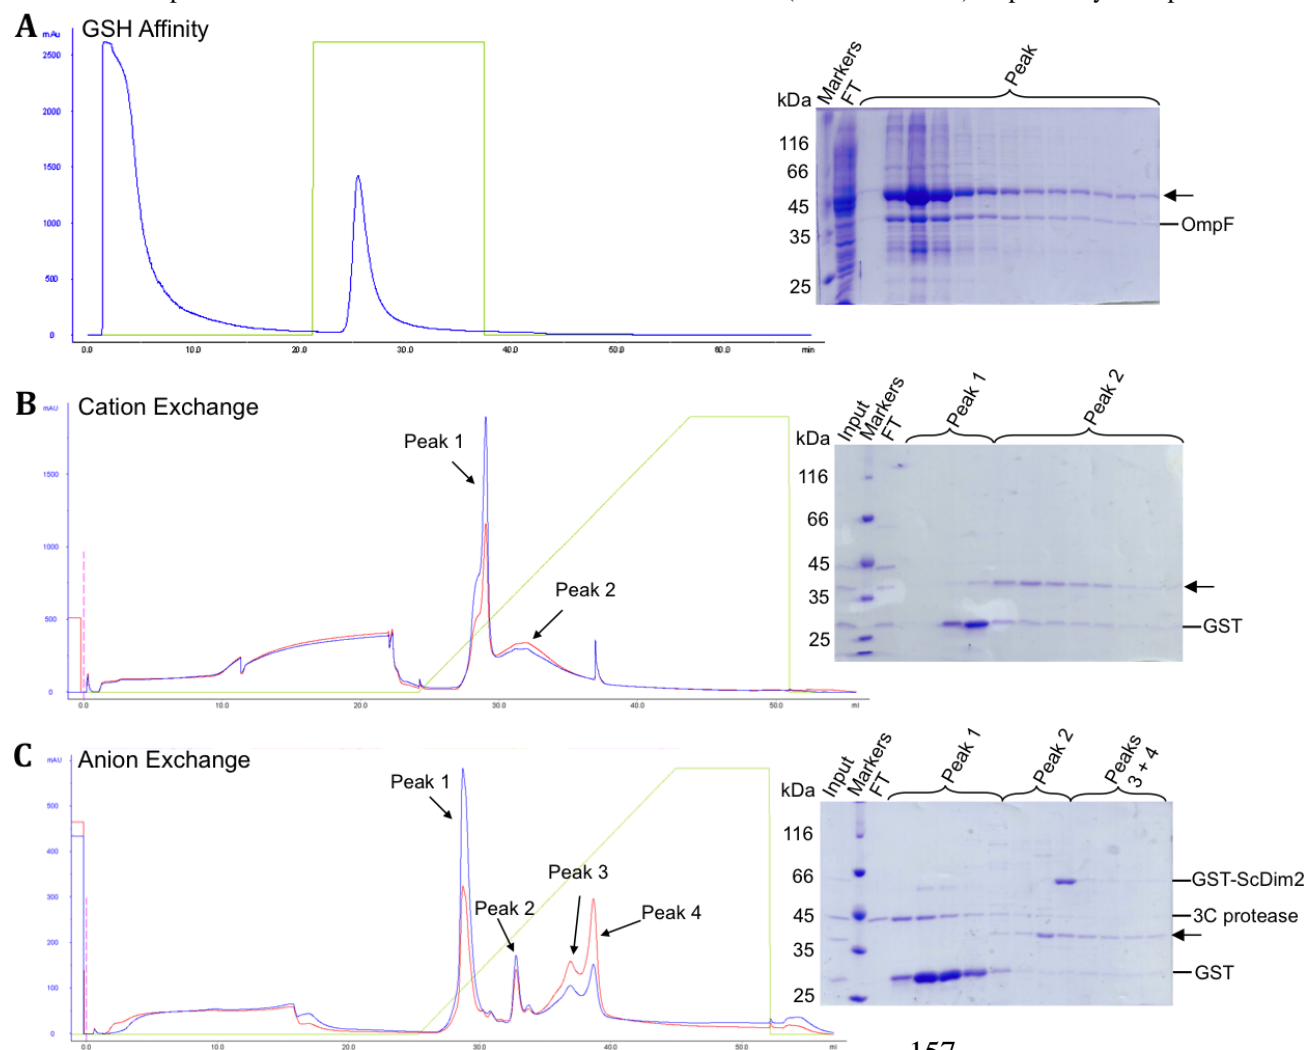 A
GSH Affinity
mAu
2500
2000
1500
1000
500
0
0.0 10.0 20.0 30.0 40.0 50.0 60.0 min
Markers
FT
Peak
kDa
116
66
45
35
25
OmpF
B
Cation Exchange
mAU
1500
1000
500
0
Peak 1
Peak 2
0.0 10.0 20.0 30.0 40.0 50.0 ml
Input
Markers
FT
Peak 1
Peak 2
kDa
116
66
45
35
25
GST
C
Anion Exchange
mAU
500
400
300
200
100
0
Peak 1
Peak 2
Peak 3
Peak 4
0.0 10.0 20.0 30.0 40.0 50.0 ml
Input
Markers
FT
Peak 1
Peak 2
Peaks
3 + 4
kDa
116
66
45
35
25
GST-ScDim2
3C protease
GST
157